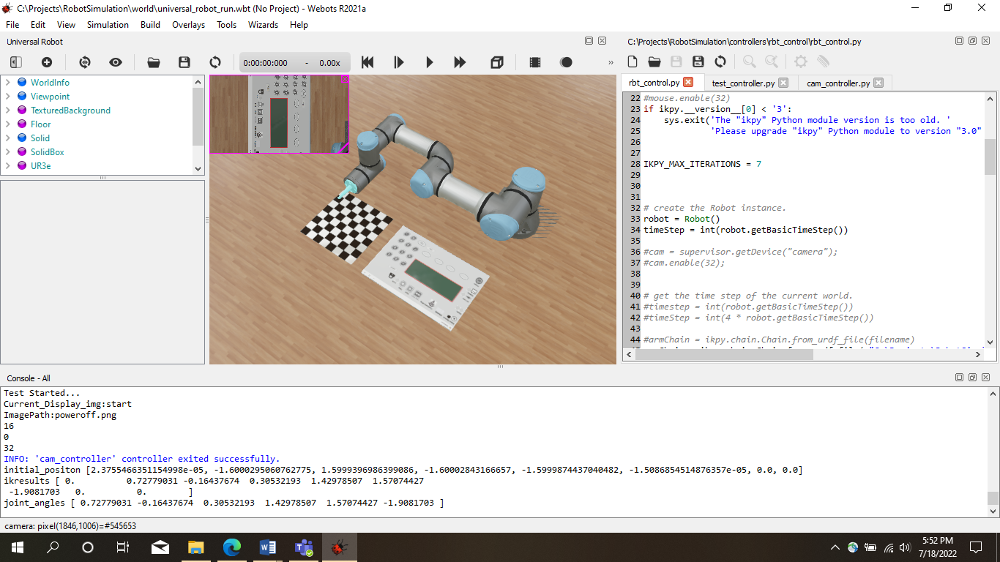 C:\Projects\RobotSimulation\world\universal_robot_run.wbt (No Project) - Webots R2021a
File Edit View Simulation Build Overlays Tools Wizards Help
Universal Robot
0:00:00:000 - 0.00x
WorldInfo
Viewpoint
TexturedBackground
Floor
Solid
SolidBox
UR3e
C:\Projects\RobotSimulation\controllers\rbt_control\rbt_control.py
rbt_control.py test_controller.py cam_controller.py
22 #mouse.enable(32)
23 if ikpy.__version__[0] < '3':
24 sys.exit('The "ikpy" Python module version is too old. '
25 'Please upgrade "ikpy" Python module to version "3.0"
26
27
28 IKPY_MAX_ITERATIONS = 7
29
30
31
32 # create the Robot instance.
33 robot = Robot()
34 timeStep = int(robot.getBasicTimeStep())
35
36 #cam = supervisor.getDevice("camera");
37 #cam.enable(32);
38
39
40 # get the time step of the current world.
41 #timestep = int(robot.getBasicTimeStep())
42 #timeStep = int(4 * robot.getBasicTimeStep())
43
44 #armChain = ikpy.chain.Chain.from_urdf_file(filename)
Console - All
Test Started...
Current_Display_img:start
ImagePath:poweroff.png
16
0
32
INFO: 'cam_controller' controller exited successfully.
initial_positon [2.3755466351154998e-05, -1.6000295060762775, 1.5999396986399086, -1.60002843166657, -1.5999874437040482, -1.5086854514876357e-05, 0.0, 0.0]
ikresults [ 0. 0.72779031 -0.16437674 0.30532193 1.42978507 1.57074427
-1.9081703 0. 0. ]
joint_angles [ 0.72779031 -0.16437674 0.30532193 1.42978507 1.57074427 -1.9081703 ]
camera: pixel(1846,1006)=#545653
5:52 PM
7/18/2022